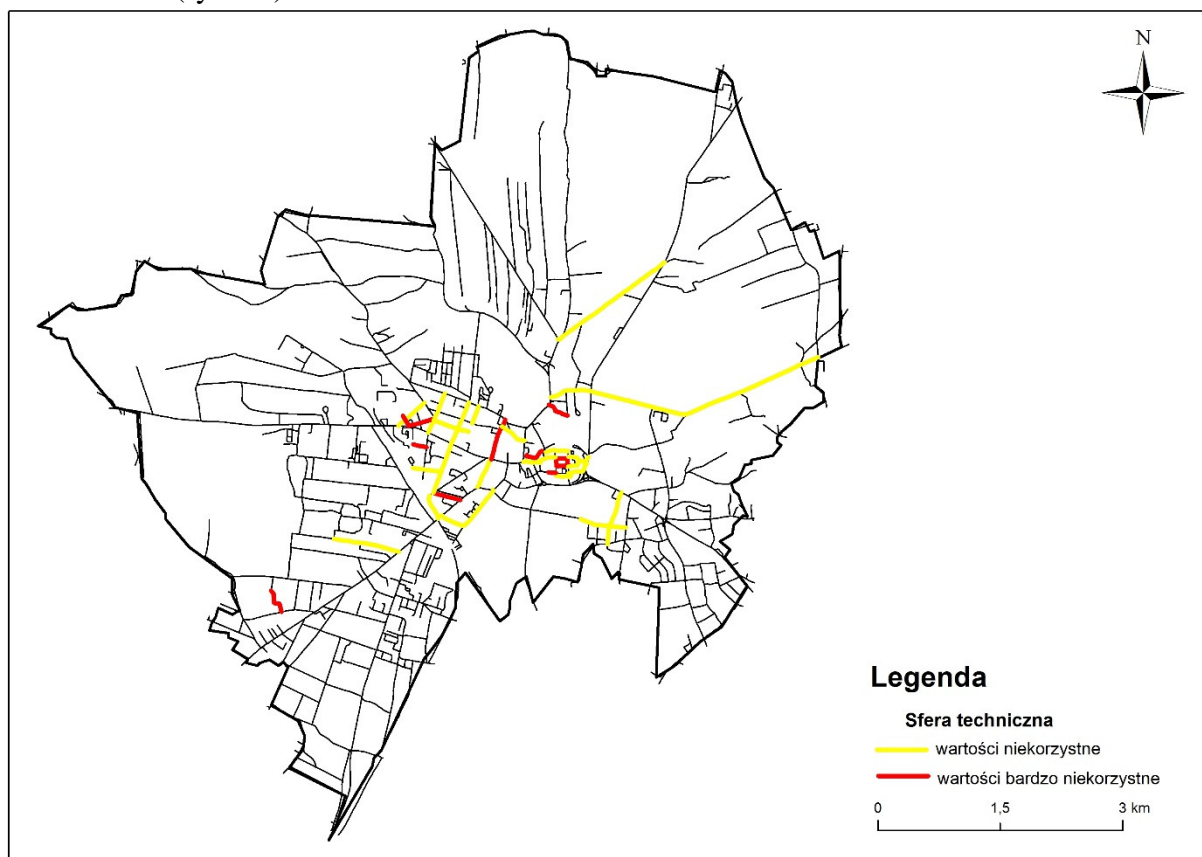 N
Legenda
Sfera techniczna
wartości niekorzystne
wartości bardzo niekorzystne
0 1,5 3 km